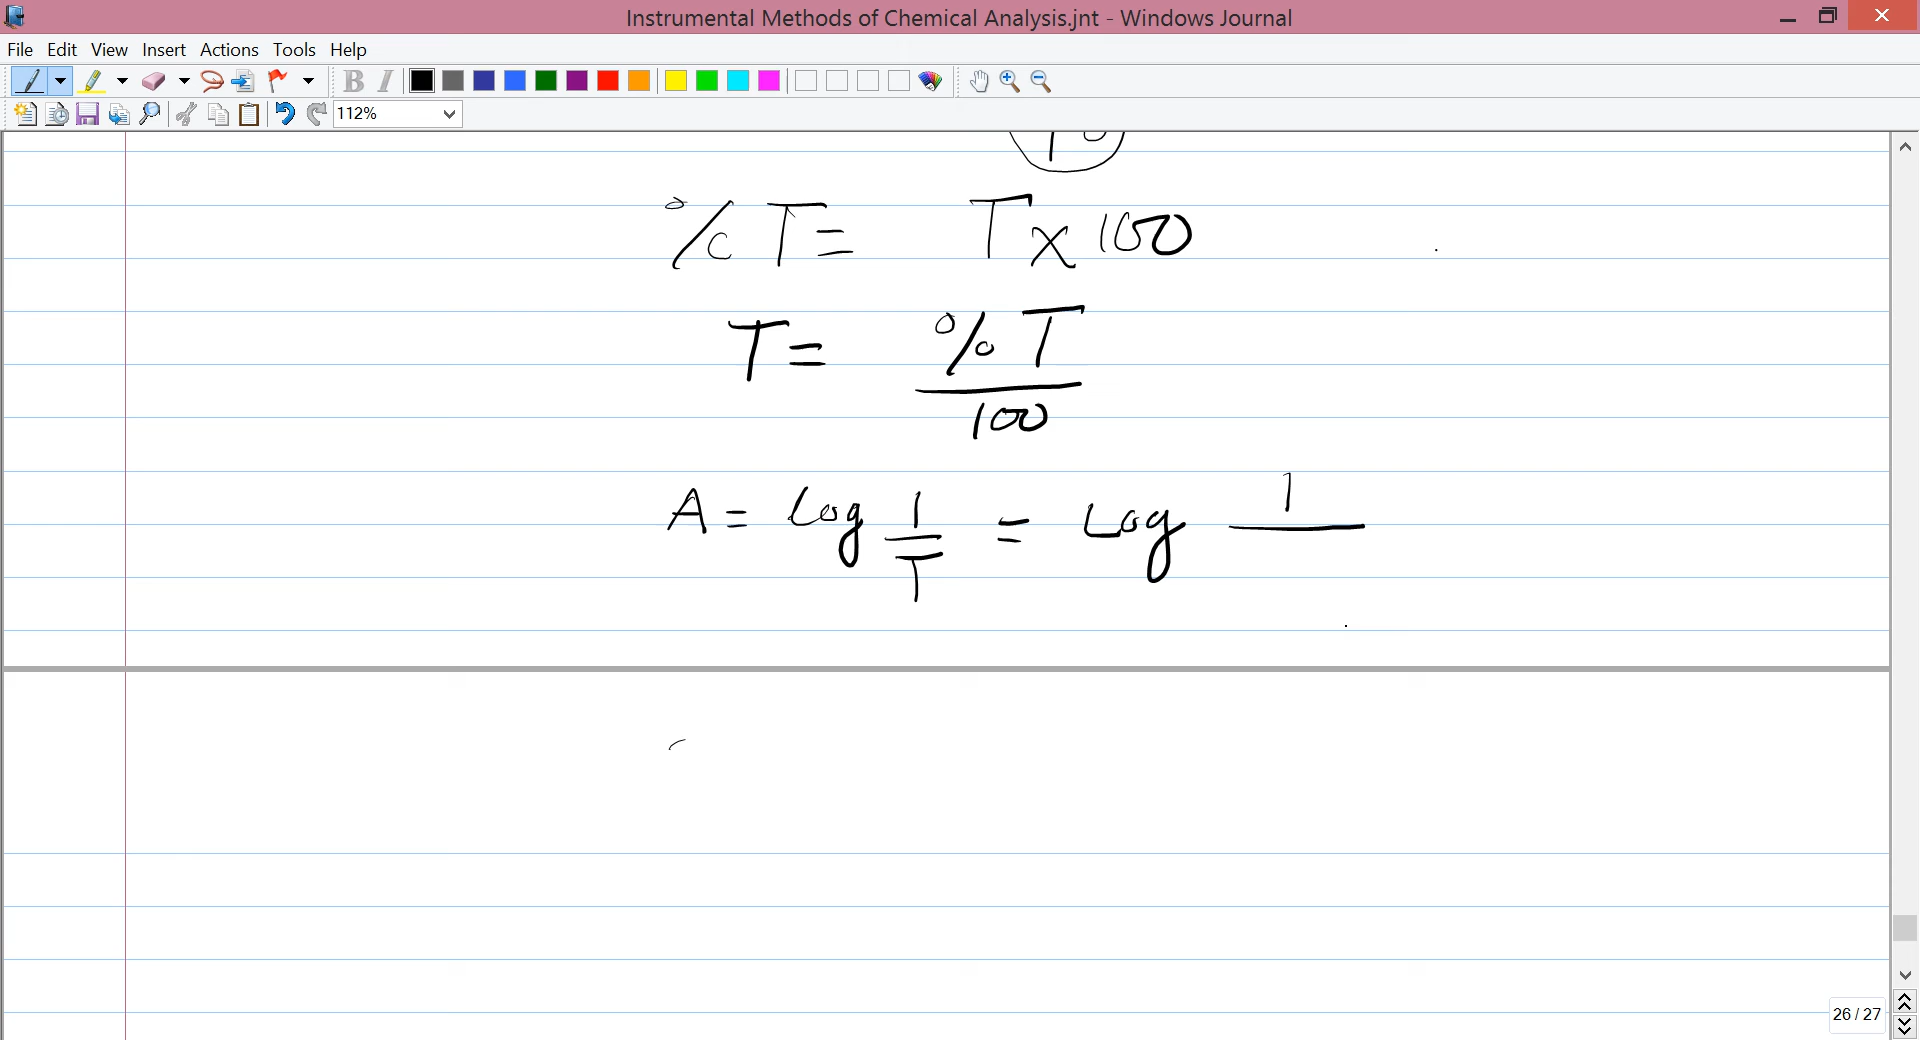 Instrumental Methods of Chemical Analysis.jnt - Windows Journal
File Edit View Insert Actions Tools Help
B I
112%
% T = T x 100
T = % T
100
A = Log 1 = Log 1
T
26 / 27